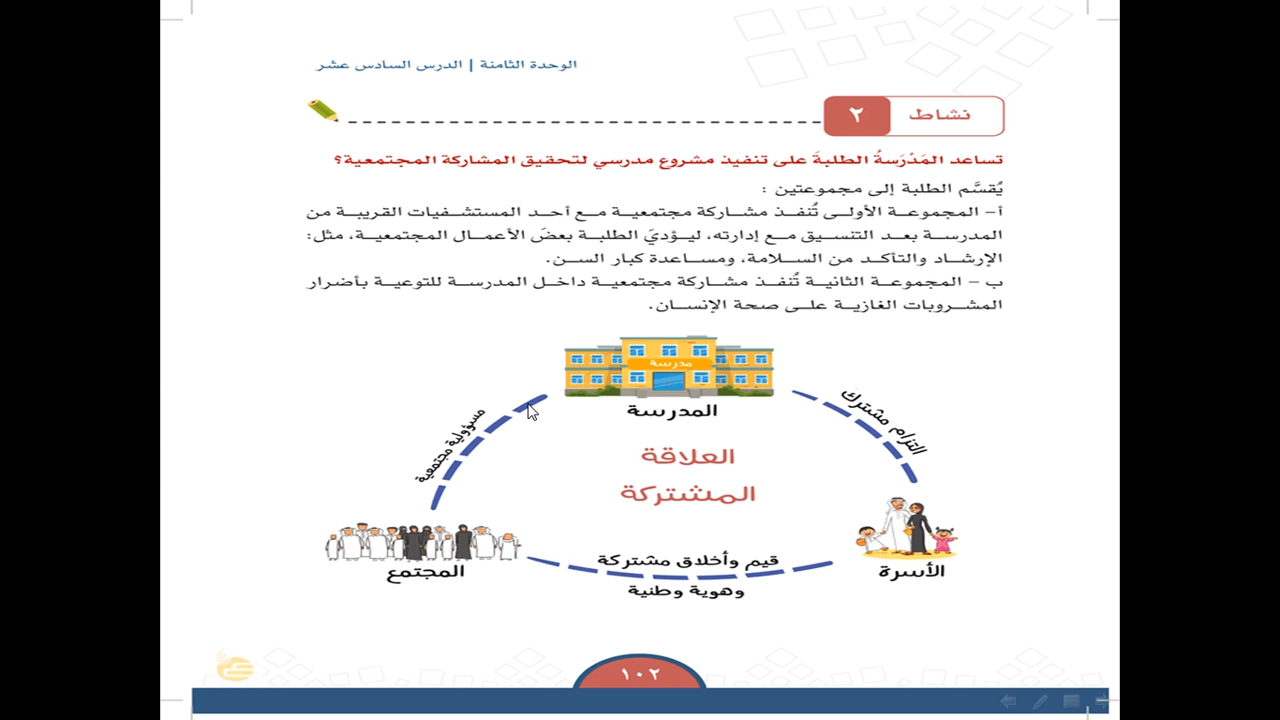 الوحدة الثامنة | الدرس السادس عشر
نشاط ٢
تساعد المَدْرَسةُ الطلبةَ على تنفيذ مشروع مدرسي لتحقيق المشاركة المجتمعية؟
يُقسَّم الطلبة إلى مجموعتين :
أ- المجموعة الأولى تُنفذ مشاركة مجتمعية مع أحد المستشفيات القريبة من
المدرسة بعد التنسيق مع إدارته، ليؤديَ الطلبة بعضَ الأعمال المجتمعية، مثل:
الإرشاد والتأكد من السلامة، ومساعدة كبار السن.
ب - المجموعة الثانية تُنفذ مشاركة مجتمعية داخل المدرسة للتوعية بأضرار
المشروبات الغازية على صحة الإنسان.
مدرسة
المدرسة
التزام مشترك
مسؤولية مجتمعية
العلاقة
المشتركة
قيم وأخلاق مشتركة
وهوية وطنية
الأسرة
المجتمع
١٠٢